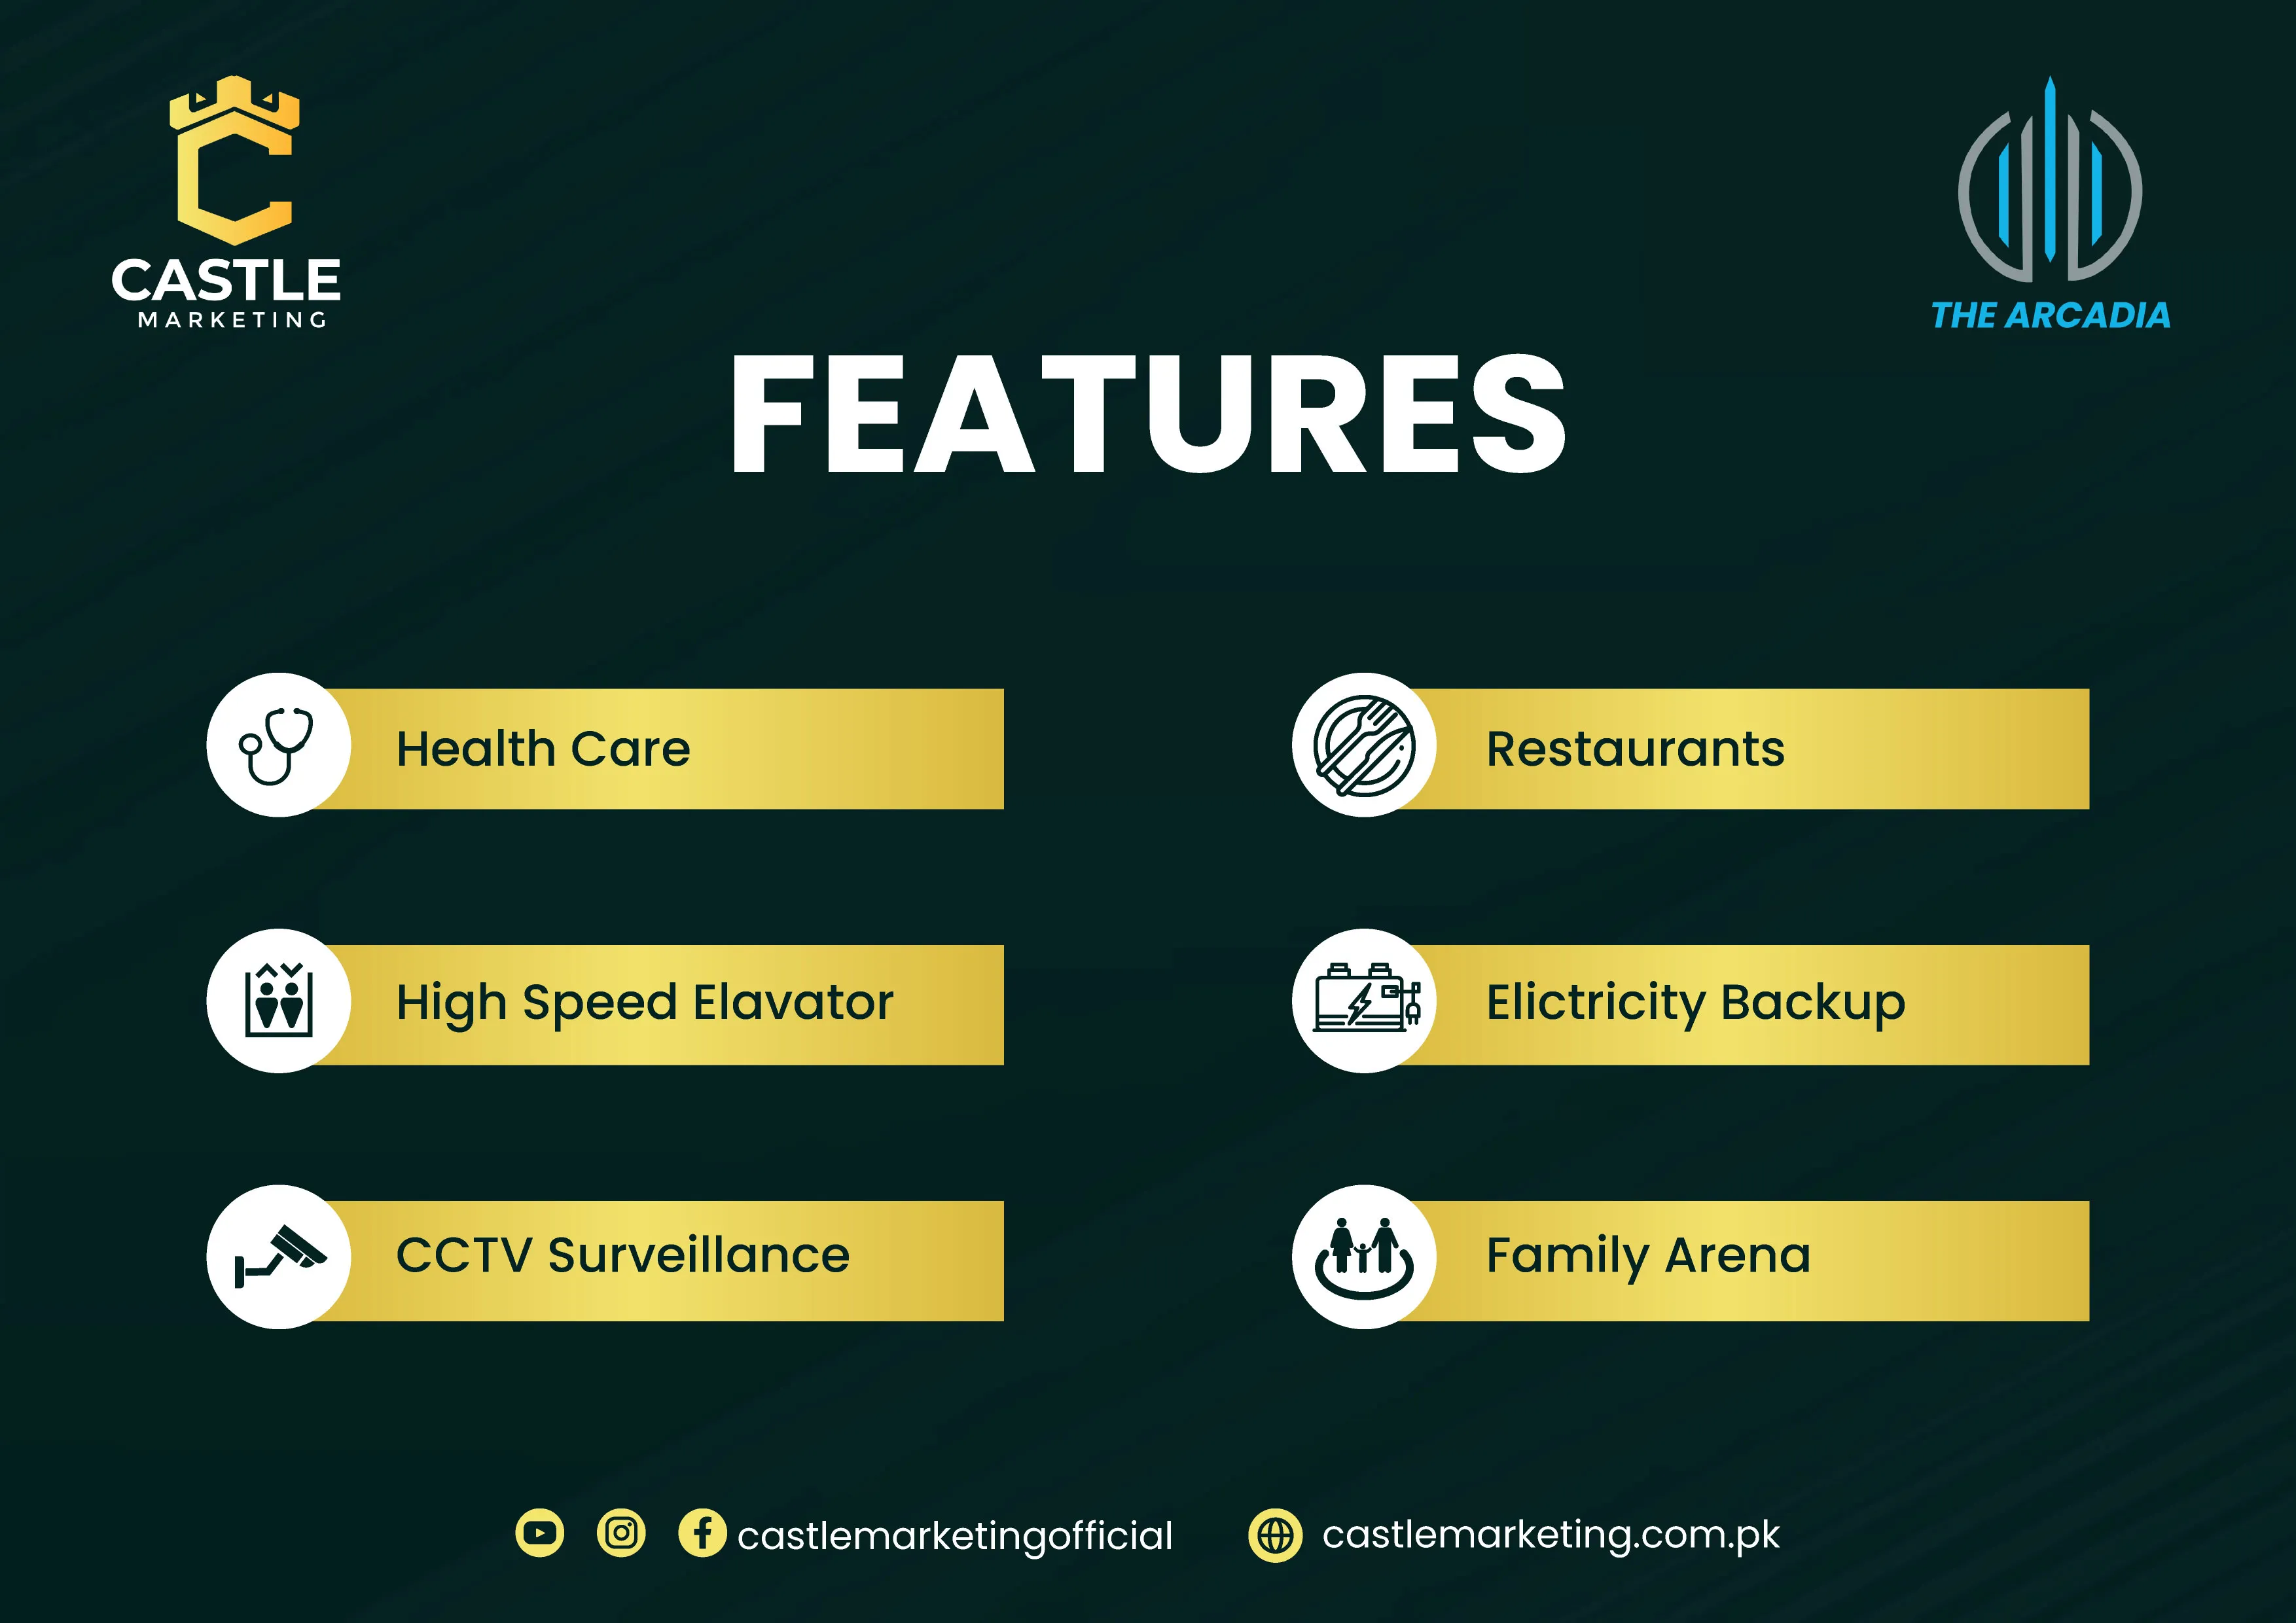 CASTLE
MARKETING
THE ARCADIA
FEATURES
Health Care
Restaurants
High Speed Elavator
Elictricity Backup
CCTV Surveillance
Family Arena
castlemarketingofficial
castlemarketing.com.pk